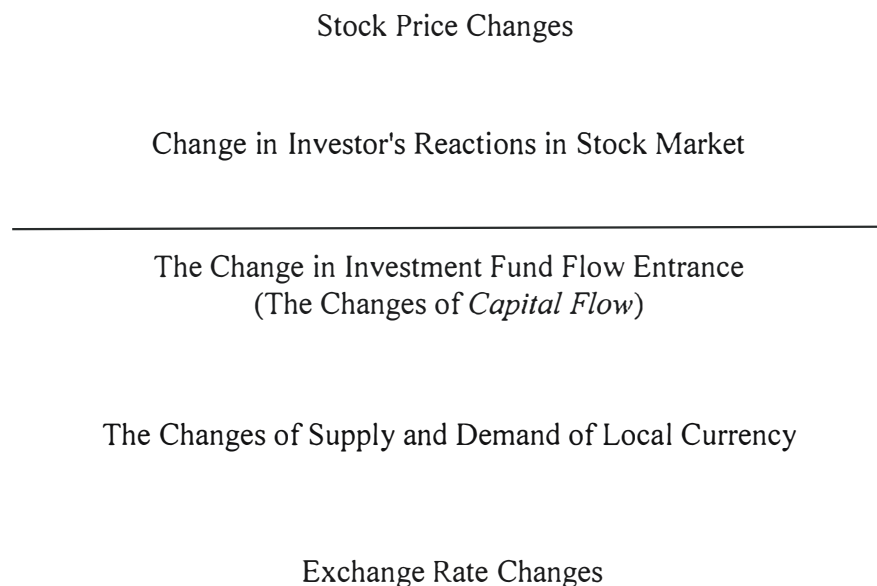 Stock Price Changes
Change in Investor's Reactions in Stock Market
The Change in Investment Fund Flow Entrance
(The Changes of Capital Flow)
The Changes of Supply and Demand of Local Currency
Exchange Rate Changes